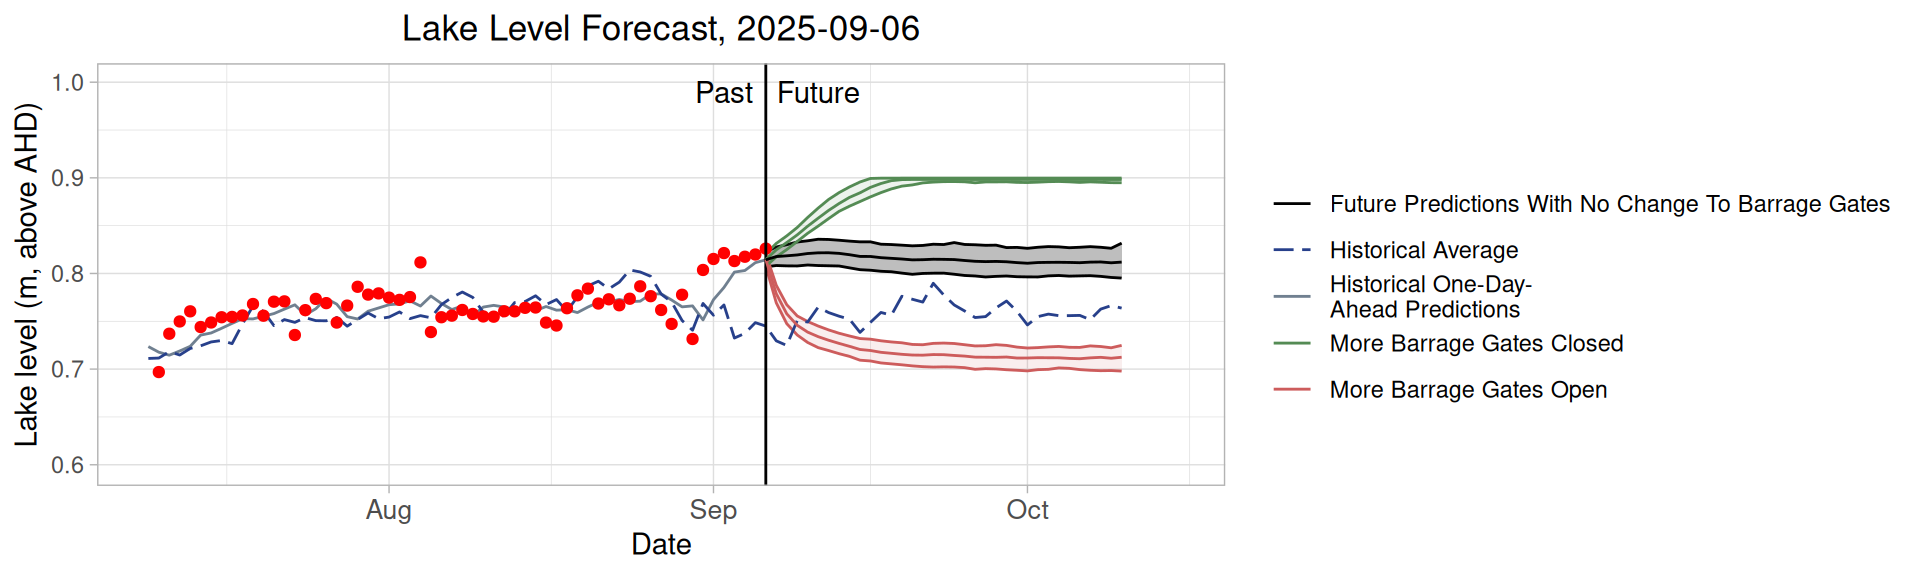 Lake Level Forecast, 2025-09-06
Past Future
1.0
0.9
0.8
0.7
0.6
Lake level (m, above AHD)
Aug Sep Oct
Date
Future Predictions With No Change To Barrage Gates
Historical Average
Historical One-Day-
Ahead Predictions
More Barrage Gates Closed
More Barrage Gates Open